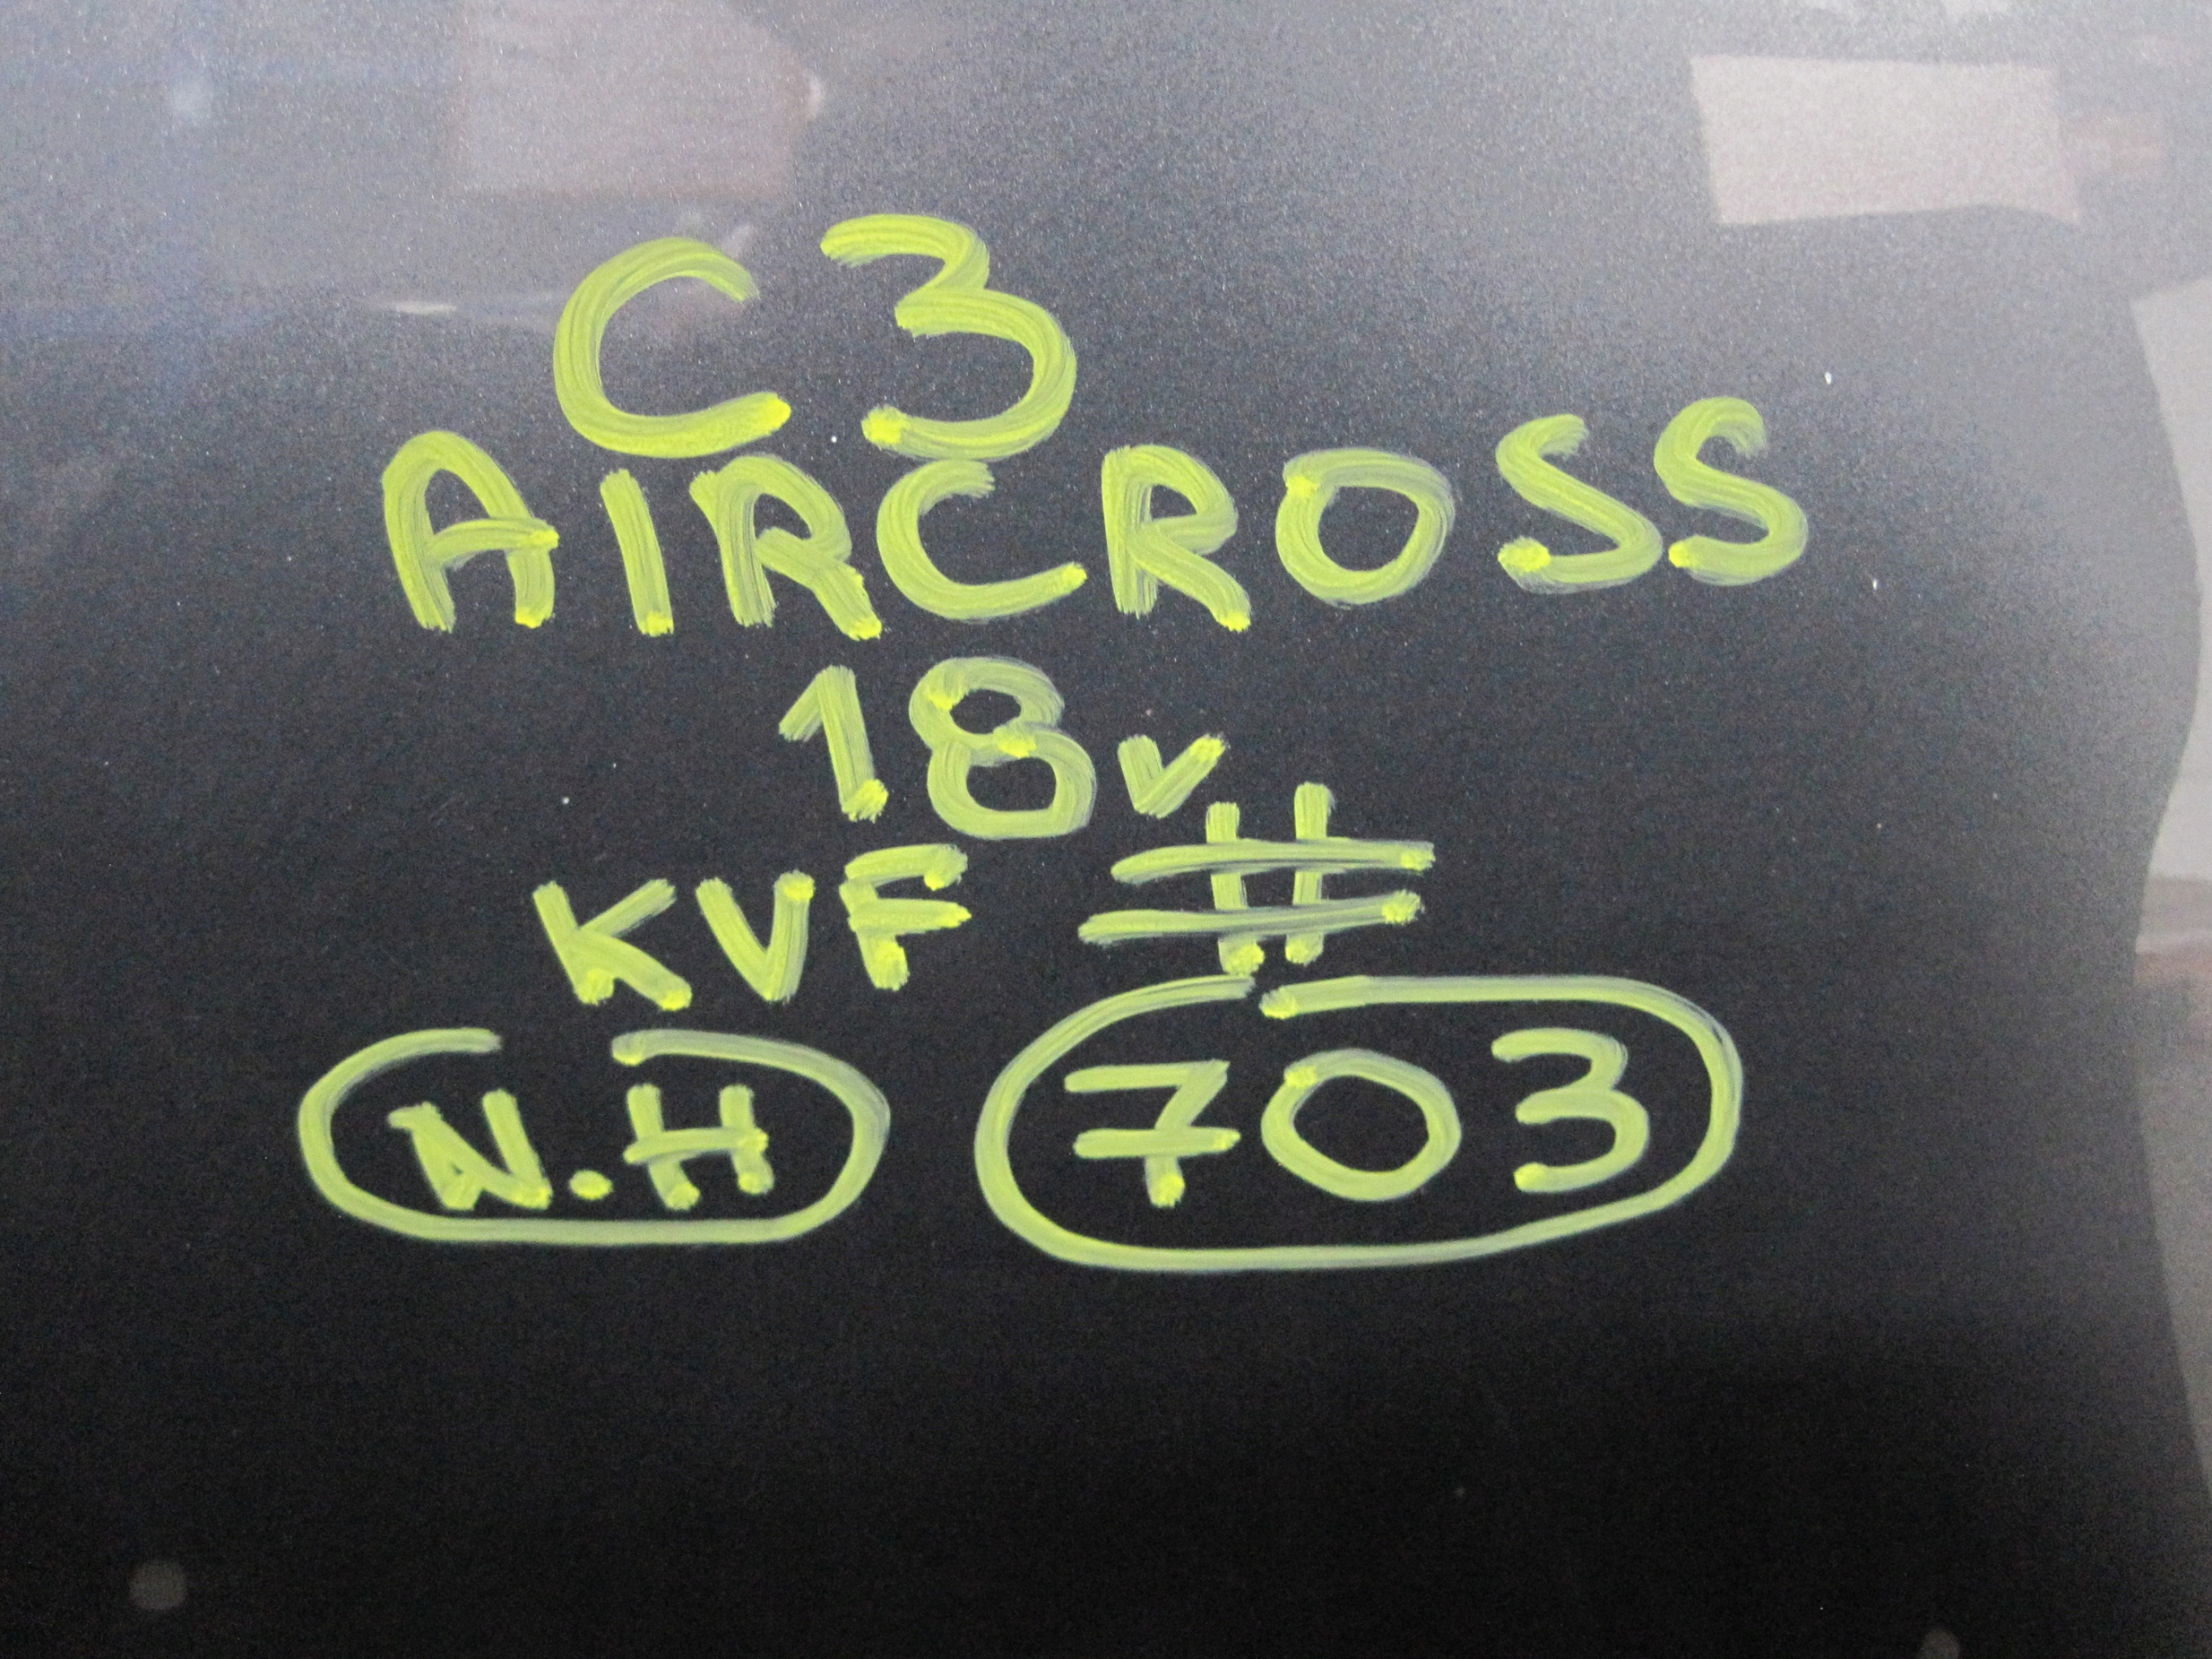 C3
AIRCROSS
18v
KVF #
N.H 703